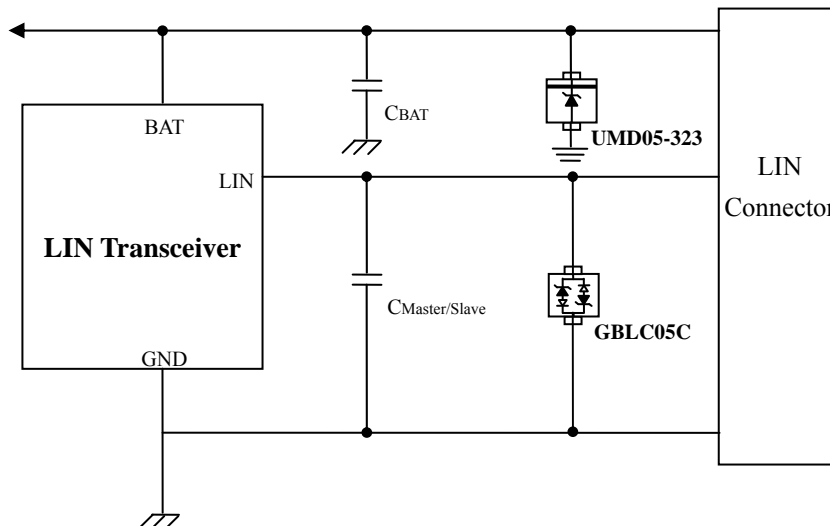 BAT
CBAT
UMD05-323
LIN
LIN
Connector
LIN Transceiver
CMaster/Slave
GBLC05C
GND